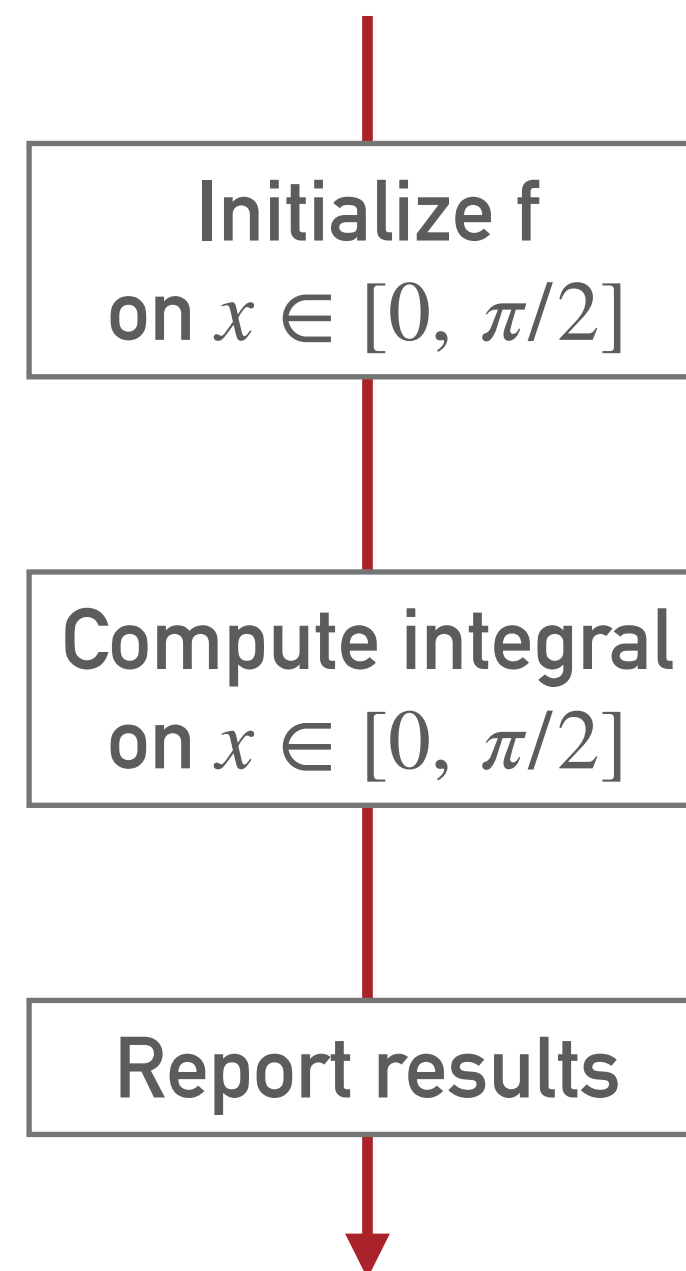 Initialize f
on x ∈ [0, π/2]
Compute integral
on x ∈ [0, π/2]
Report results